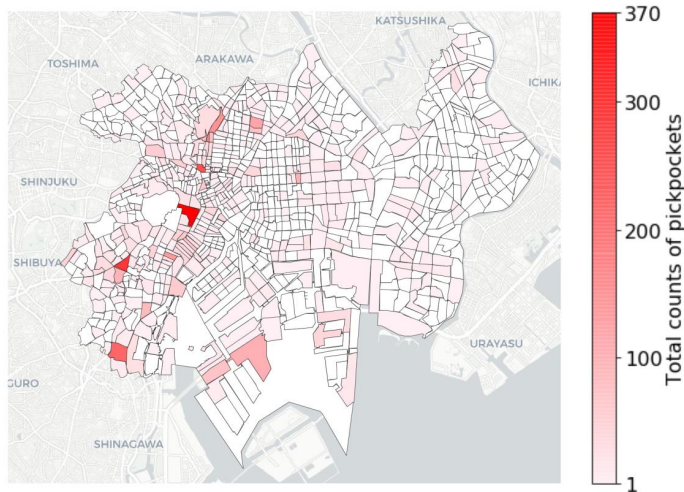 KATSUSHIKA
TOSHIMA
ARAKAWA
ICHIKA
SHINJUKU
SHIBUYA
URAYASU
GURO
SHINAGAWA
370
300
200
100
1
Total counts of pickpockets